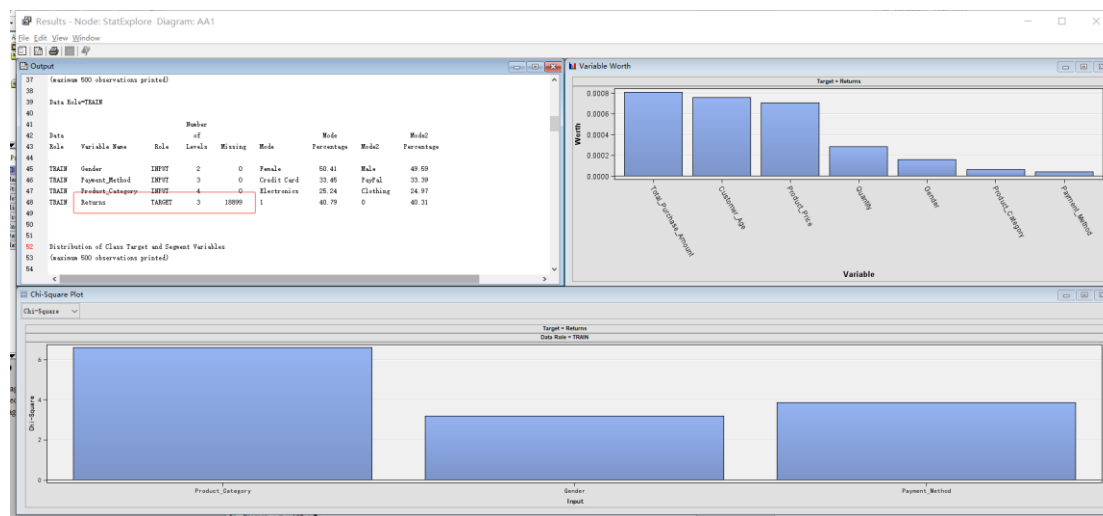 Results - Node: StatExplore Diagram: AA1
File Edit View Window
Output
37 (maximum 500 observations printed)
38
39 Data Role=TRAIN
40
41 Number
42 Data of Mode Mode2
43 Role Variable Name Role Levels Missing Mode Percentage Mode2 Percentage
44
45 TRAIN Gender INPUT 2 0 Female 50.41 Male 49.59
46 TRAIN Payment_Method INPUT 3 0 Credit Card 33.45 PayPal 33.39
47 TRAIN Product_Category INPUT 4 0 Electronics 25.24 Clothing 24.97
48 TRAIN Returns TARGET 3 18899 1 40.79 0 40.31
49
50
51
52 Distribution of Class Target and Segment Variables
53 (maximum 500 observations printed)
54
Variable Worth
Target = Returns
Worth
0.0008
0.0006
0.0004
0.0002
0.0000
Total_Purchase_Amount
Customer_Age
Product_Price
Quantity
Gender
Product_Category
Payment_Method
Variable
Chi-Square Plot
Chi-Square
Target = Returns
Data Role = TRAIN
Chi-Square
6
4
2
0
Product_Category Gender Payment_Method
Input